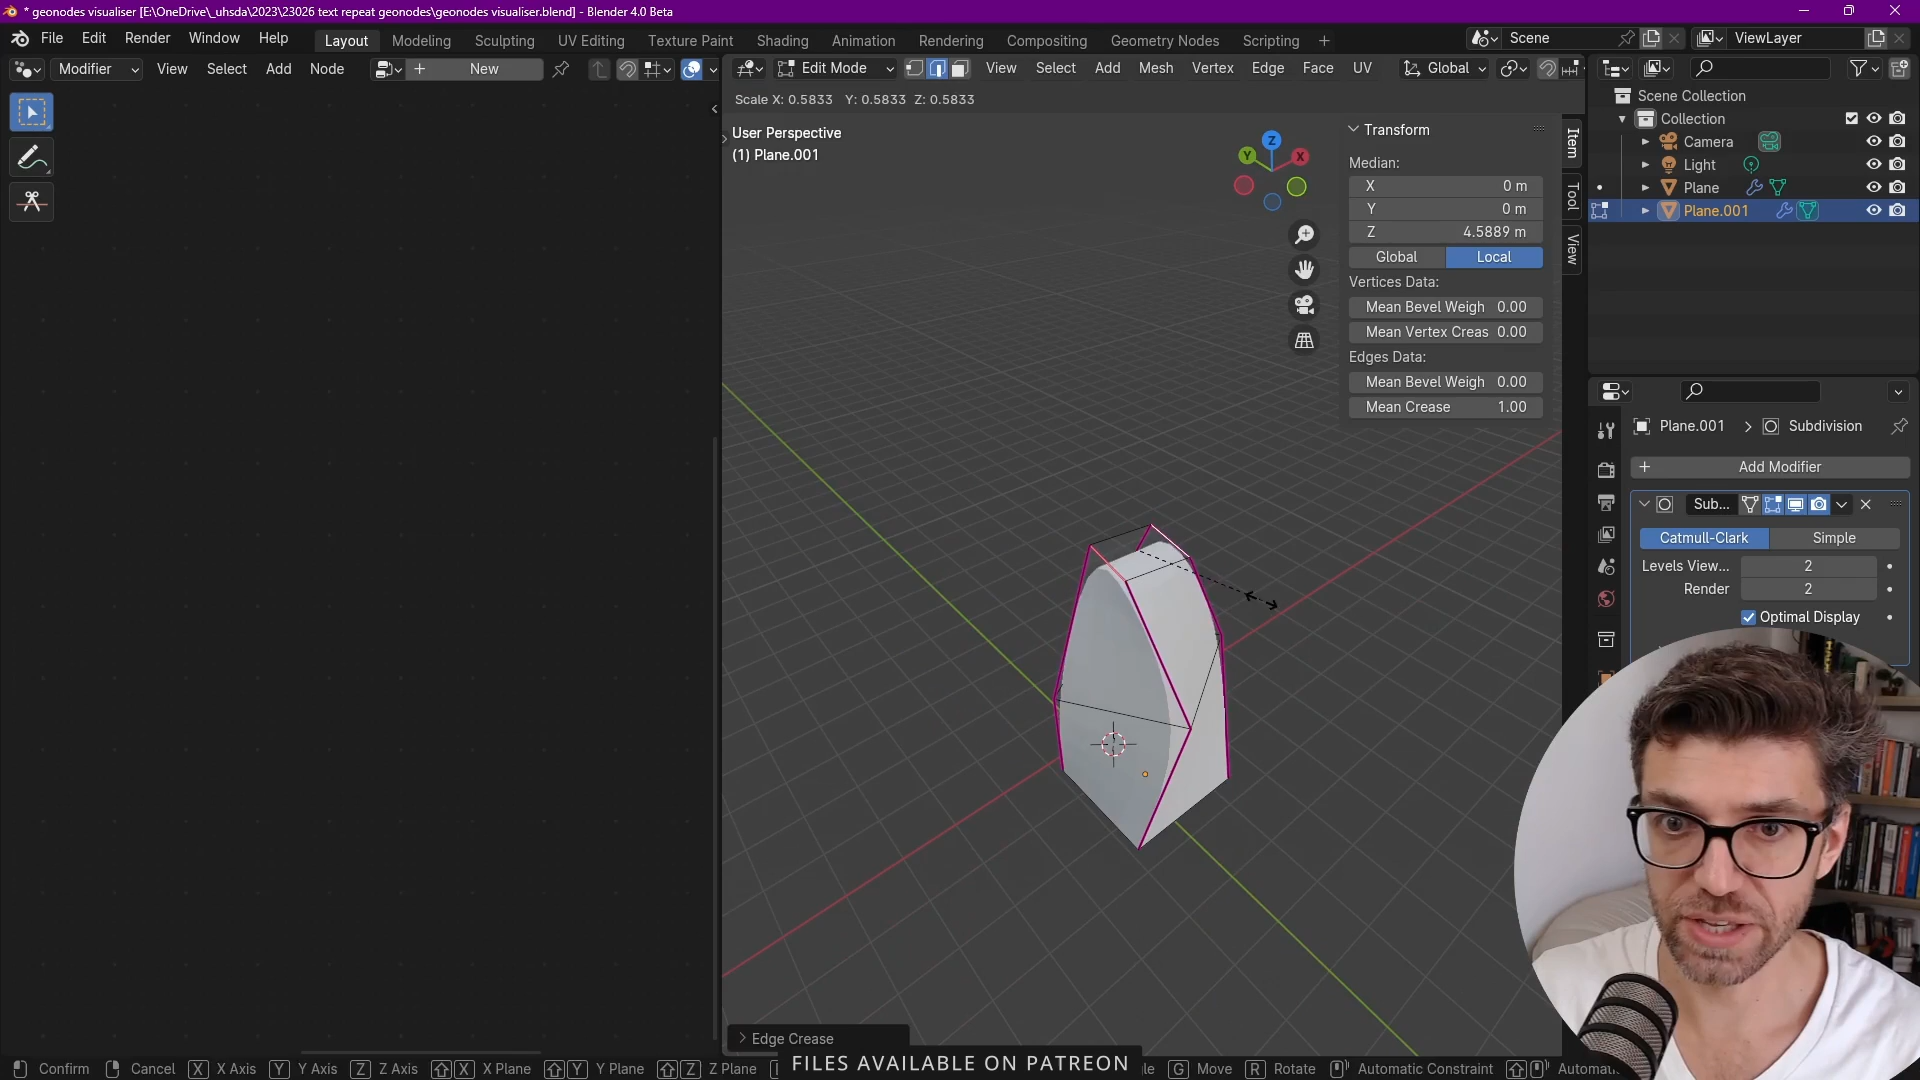 * geonodes visualiser [E:\OneDrive\_uhsda\2023\23026 text repeat geonodes\geonodes visualiser.blend] - Blender 4.0 Beta
File Edit Render Window Help Layout Modeling Sculpting UV Editing Texture Paint Shading Animation Rendering Compositing Geometry Nodes Scripting + Scene ViewLayer
Modifier View Select Add Node + New Edit Mode View Select Add Mesh Vertex Edge Face UV Global
Scale X: 0.5833 Y: 0.5833 Z: 0.5833
User Perspective
(1) Plane.001
Z
Y
X
Transform
Median:
X 0 m
Y 0 m
Z 4.5889 m
Global Local
Vertices Data:
Mean Bevel Weigh 0.00
Mean Vertex Creas 0.00
Edges Data:
Mean Bevel Weigh 0.00
Mean Crease 1.00
Item
Tool
View
Scene Collection
Collection
Camera
Light
Plane
Plane.001
Plane.001 > Subdivision
+ Add Modifier
Sub...
Catmull-Clark Simple
Levels View... 2
Render 2
Optimal Display
Edge Crease
FILES AVAILABLE ON PATREON
Confirm Cancel X X Axis Y Y Axis Z Z Axis X X Plane Y Y Plane Z Z Plane G Move R Rotate Automatic Constraint